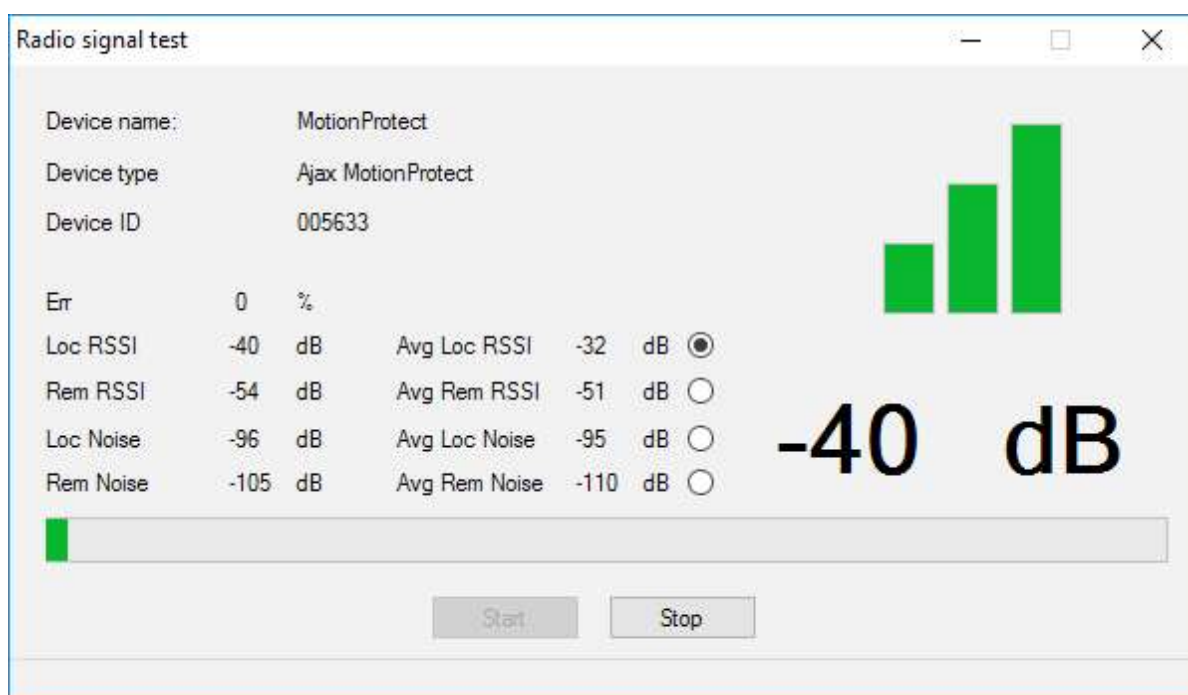 Radio signal test
Device name: MotionProtect
Device type Ajax MotionProtect
Device ID 005633
Err 0 %
Loc RSSI -40 dB Avg Loc RSSI -32 dB
Rem RSSI -54 dB Avg Rem RSSI -51 dB
Loc Noise -96 dB Avg Loc Noise -95 dB
Rem Noise -105 dB Avg Rem Noise -110 dB
-40 dB
Start Stop